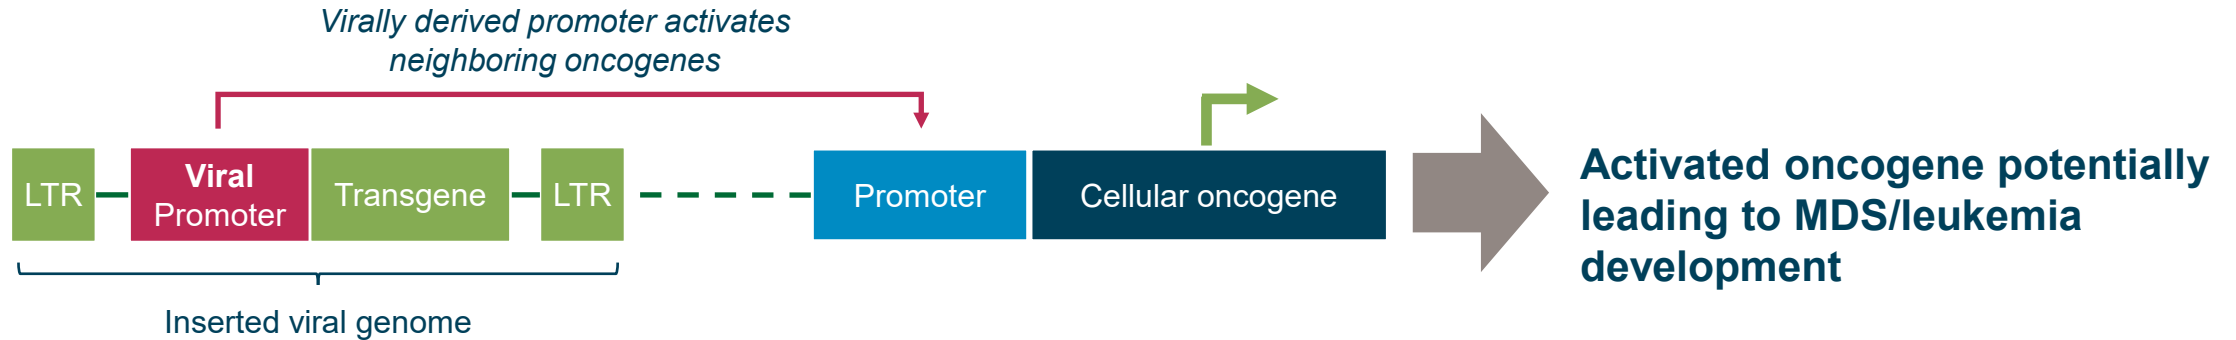 Virally derived promoter activates
neighboring oncogenes
LTR
Viral
Promoter
Transgene
LTR
Promoter
Cellular oncogene
Activated oncogene potentially
leading to MDS/leukemia
development
Inserted viral genome